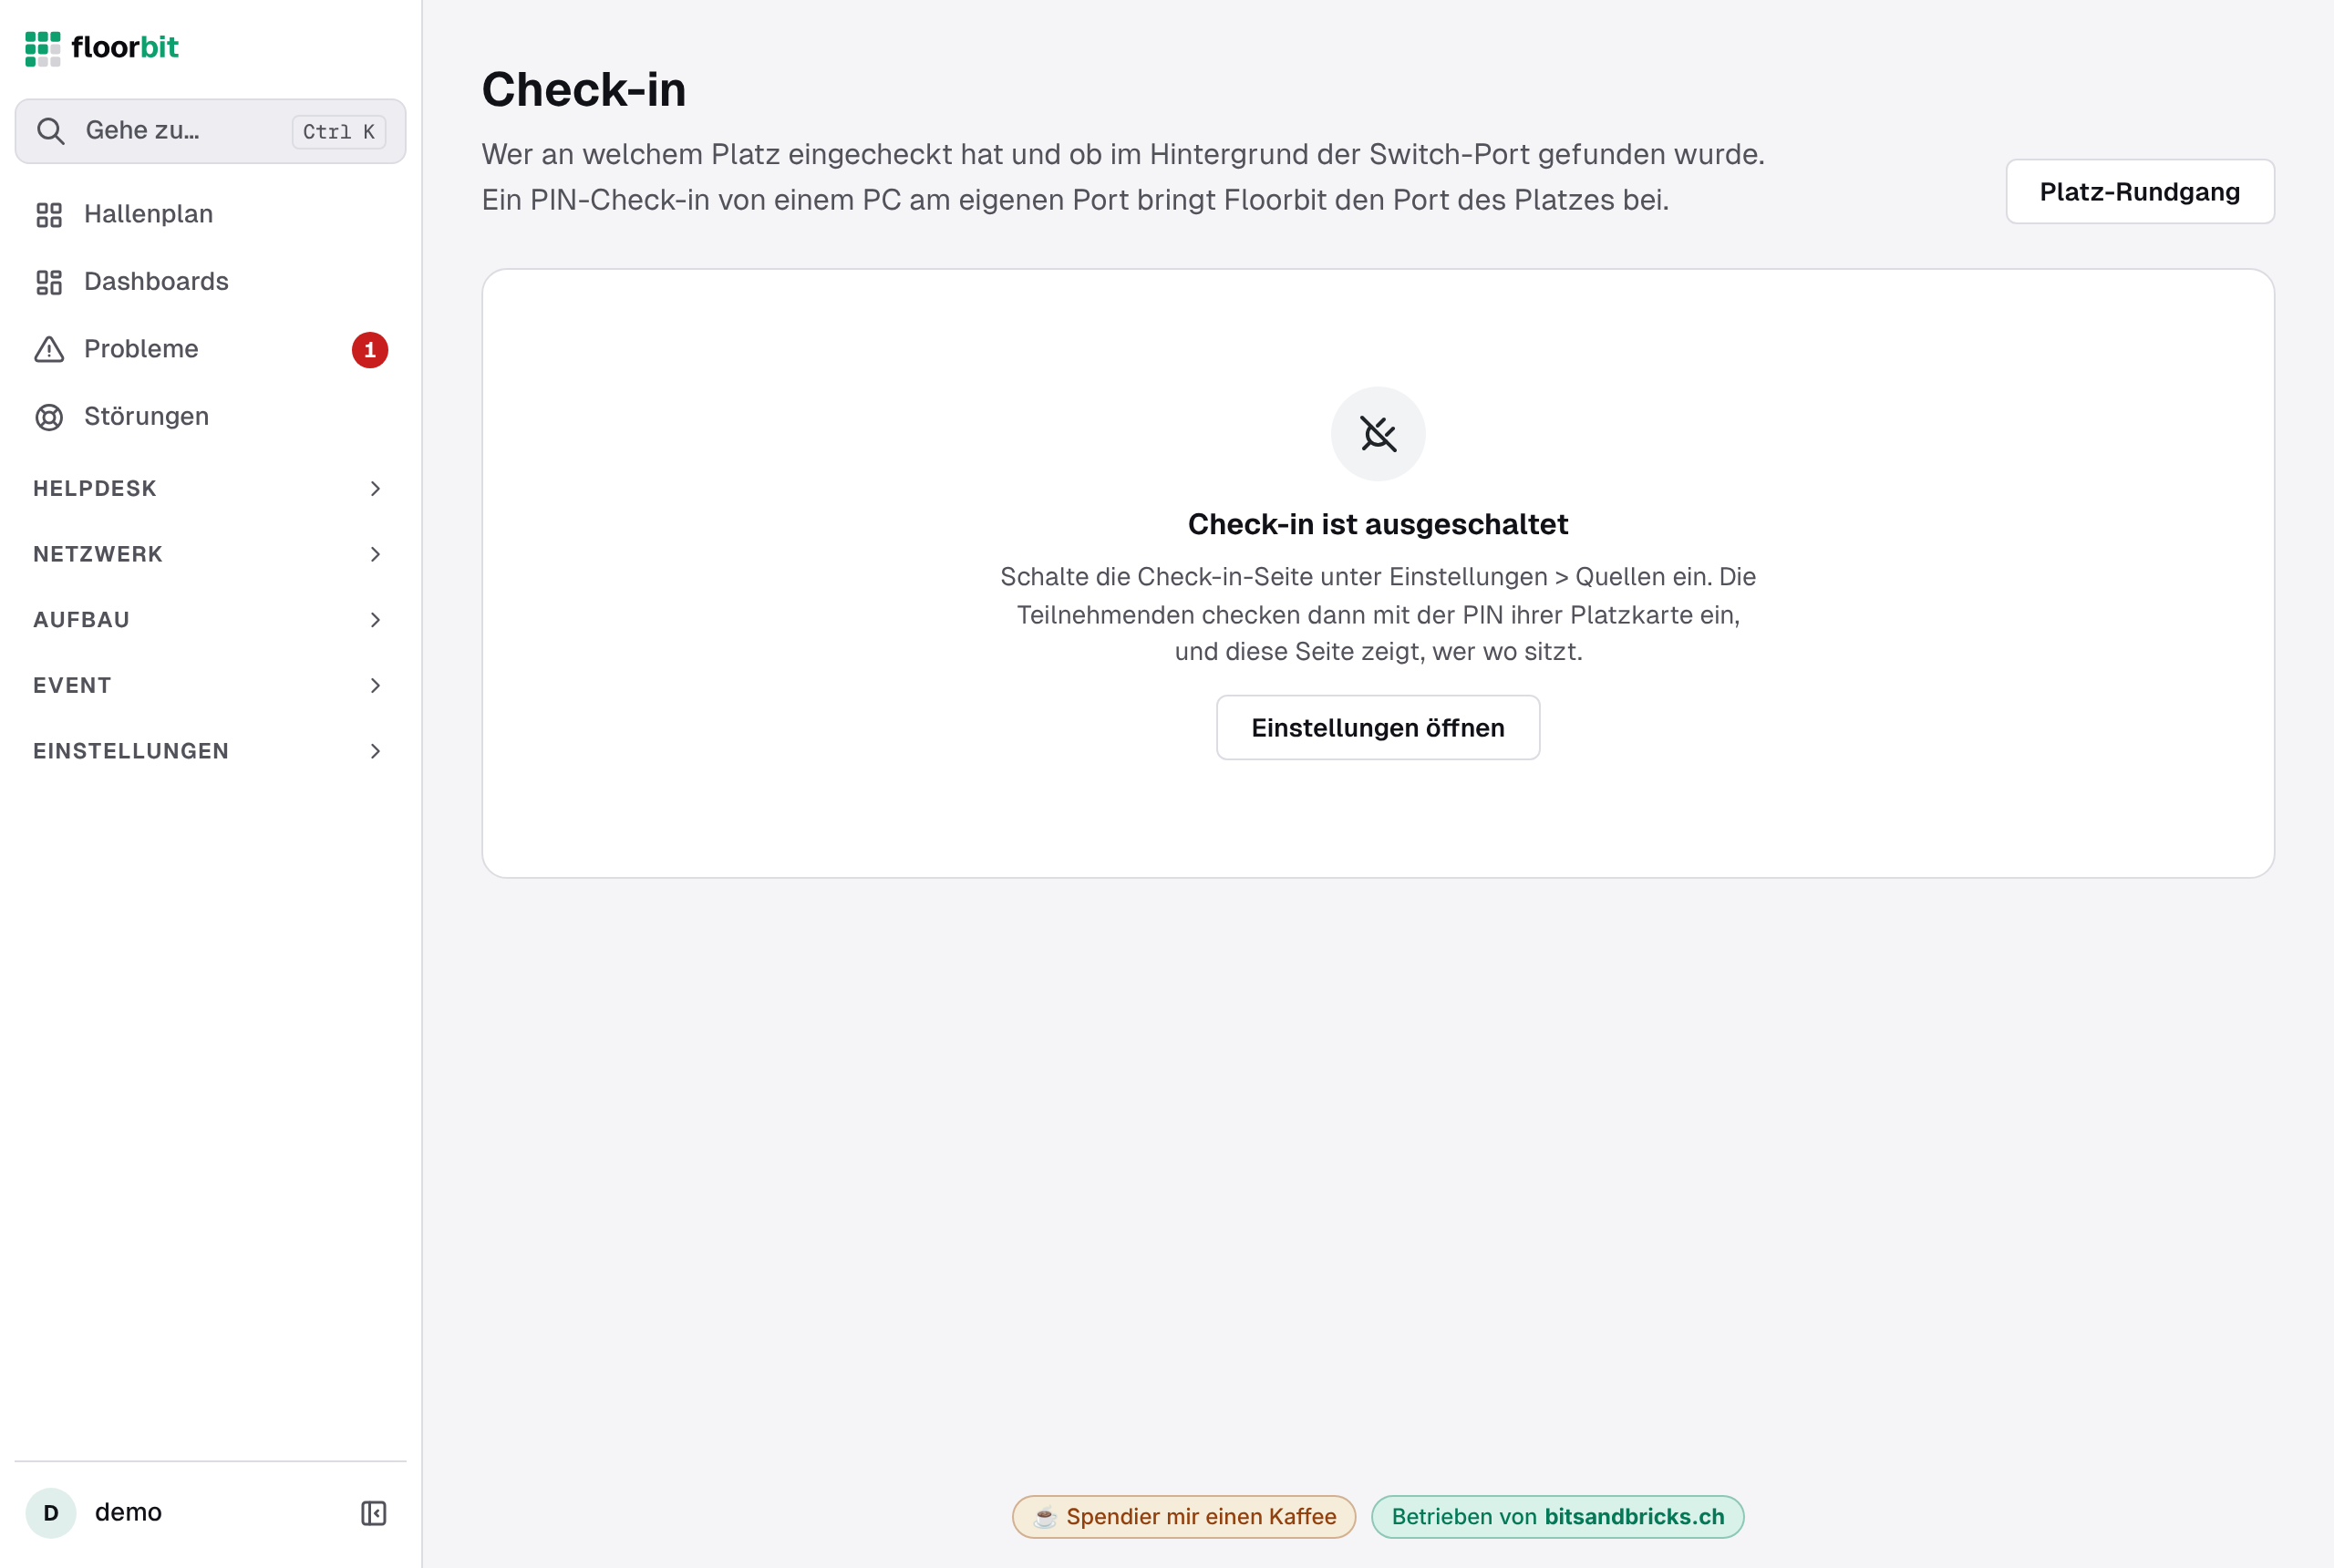 floorbit
Gehe zu...
Ctrl K
Hallenplan
Dashboards
Probleme
1
Störungen
HELPDESK
NETZWERK
AUFBAU
EVENT
EINSTELLUNGEN
D
demo
Check-in
Wer an welchem Platz eingecheckt hat und ob im Hintergrund der Switch-Port gefunden wurde.
Ein PIN-Check-in von einem PC am eigenen Port bringt Floorbit den Port des Platzes bei.
Platz-Rundgang
Check-in ist ausgeschaltet
Schalte die Check-in-Seite unter Einstellungen > Quellen ein. Die
Teilnehmenden checken dann mit der PIN ihrer Platzkarte ein,
und diese Seite zeigt, wer wo sitzt.
Einstellungen öffnen
Spendier mir einen Kaffee
Betrieben von bitsandbricks.ch